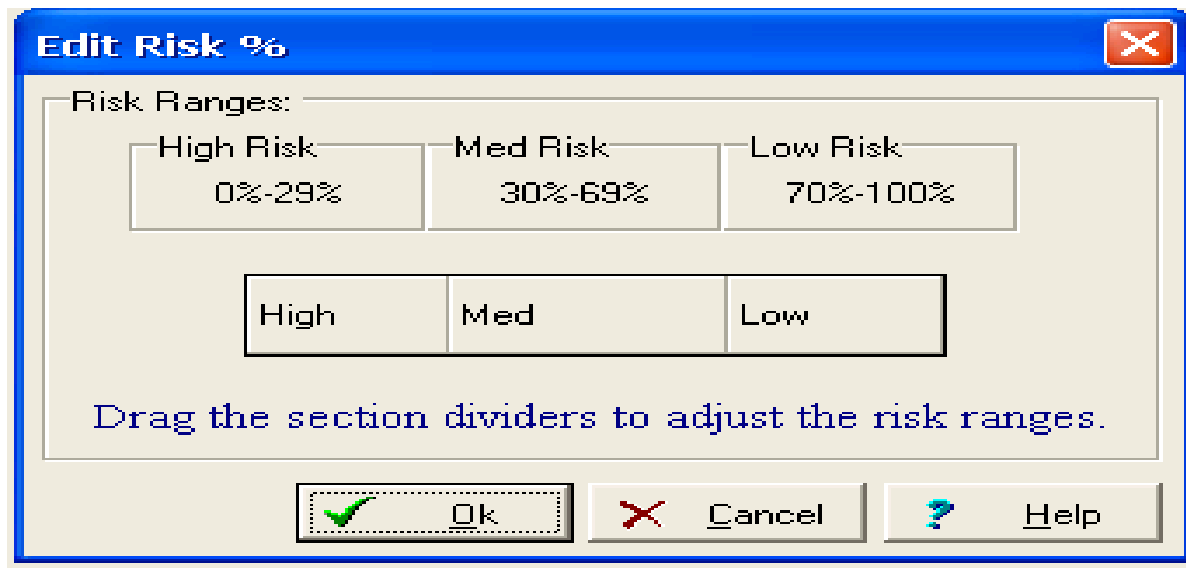 Edit Risk %
Risk Ranges:
High Risk Med Risk Low Risk
0%-29% 30%-69% 70%-100%
High Med Low
Drag the section dividers to adjust the risk ranges.
Ok Cancel ? Help